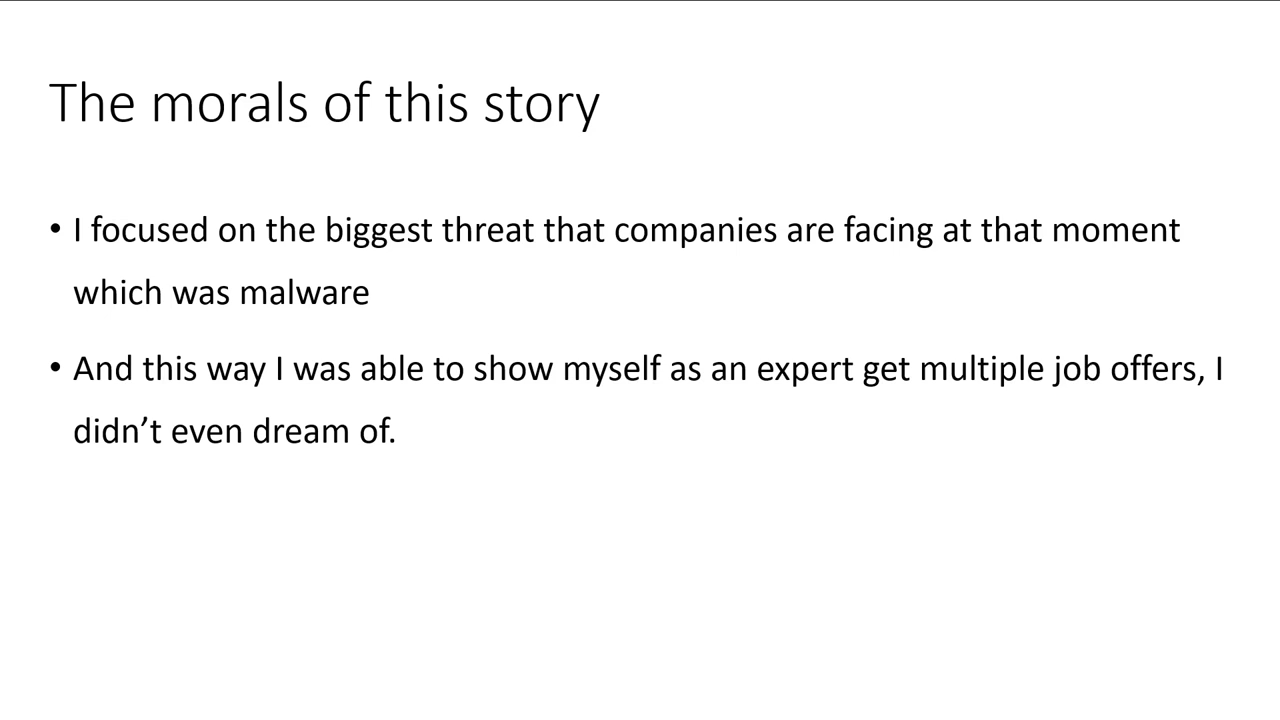 The morals of this story
• I focused on the biggest threat that companies are facing at that moment
which was malware
• And this way I was able to show myself as an expert get multiple job offers, I
didn’t even dream of.